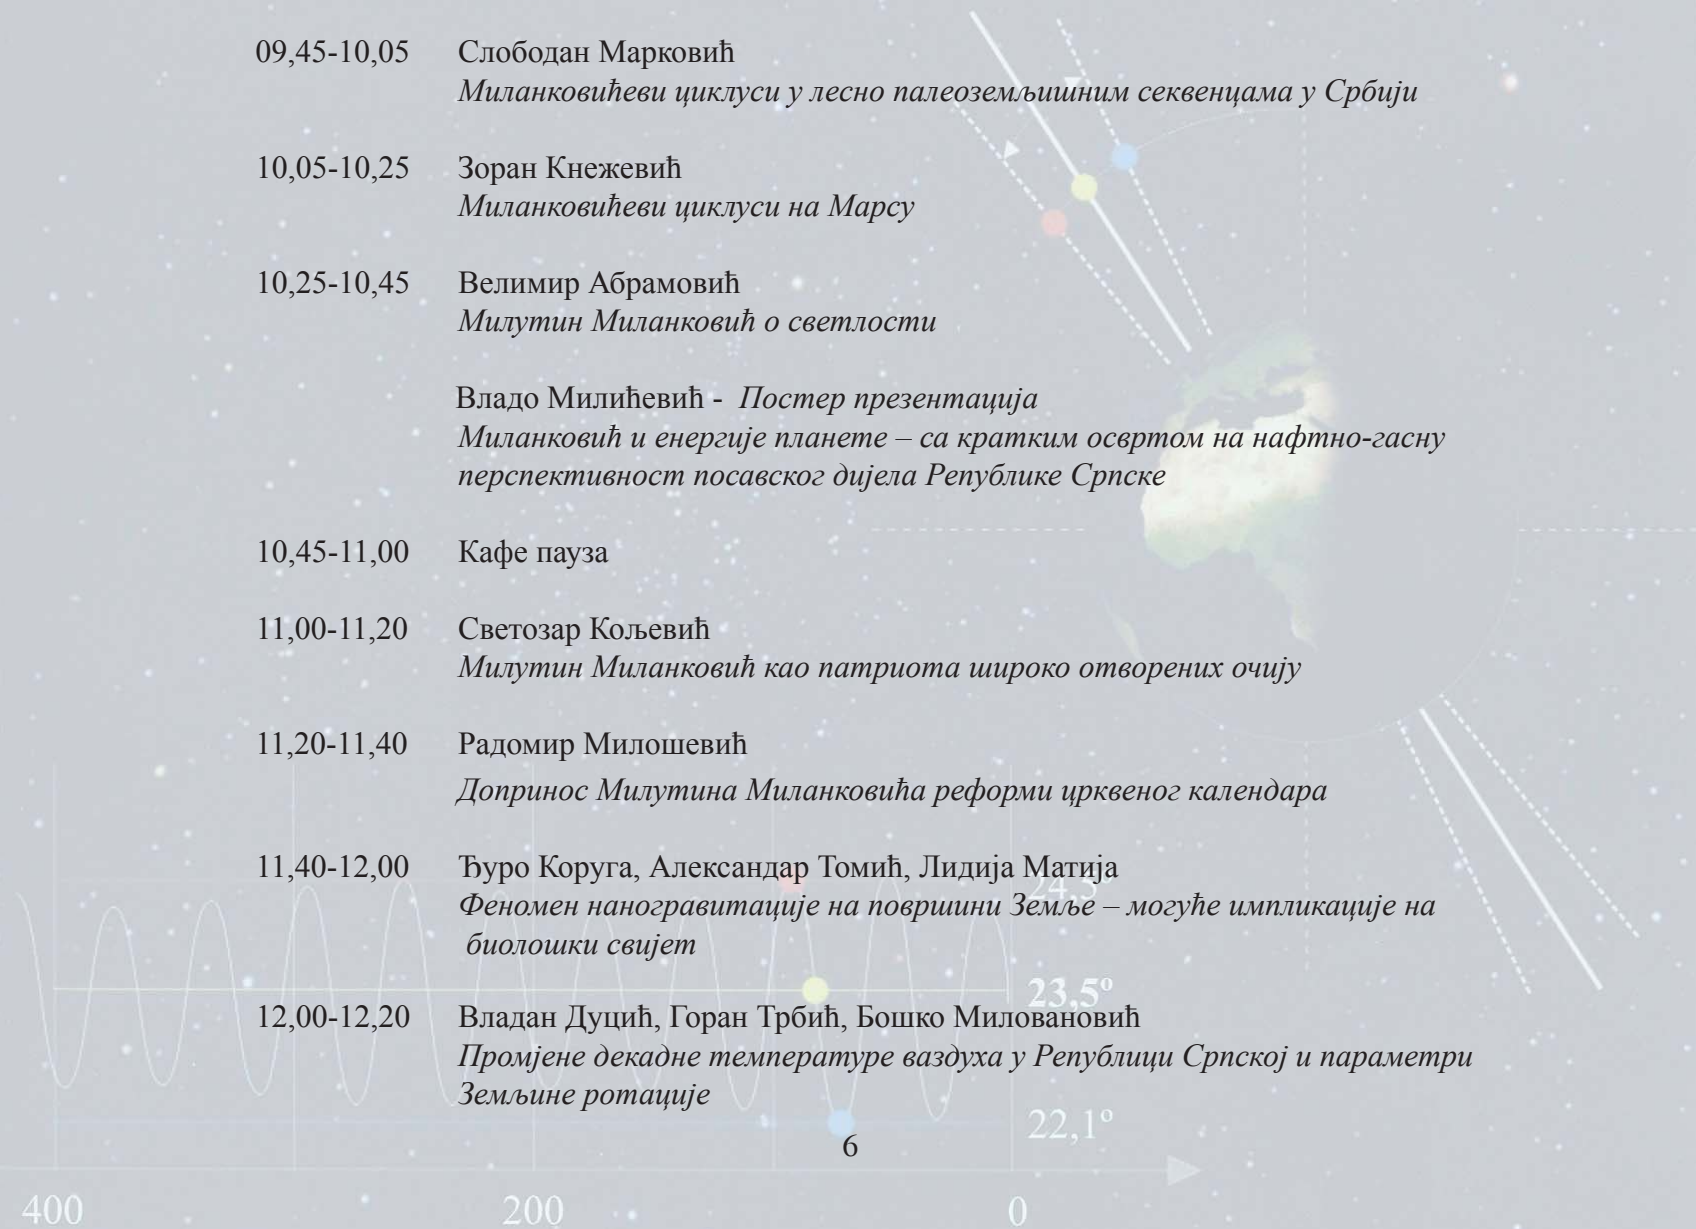 09,45-10,05 Слободан Марковић
Миланковићеви циклуси у лесно палеоземљишним секвенцама у Србији
10,05-10,25 Зоран Кнежевић
Миланковићеви циклуси на Марсу
10,25-10,45 Велимир Абрамовић
Милутин Миланковић о светлости
Владо Милићевић - Постер презентација
Миланковић и енергије планете – са кратким освртом на нафтно-гасну
перспективност посавског дијела Републике Српске
10,45-11,00 Кафе пауза
11,00-11,20 Светозар Кољевић
Милутин Миланковић као патриота широко отворених очију
11,20-11,40 Радомир Милошевић
Допринос Милутина Миланковића реформи црквеног календара
11,40-12,00 Ђуро Коруга, Александар Томић, Лидија Матија
24,5°
Феномен наногравитације на површини Земље – могуће импликације на
биолошки свијет
23,5°
12,00-12,20 Владан Дуцић, Горан Трбић, Бошко Миловановић
Промјене декадне температуре ваздуха у Републици Српској и параметри
Земљине ротације
22,1°
6
400 200 0